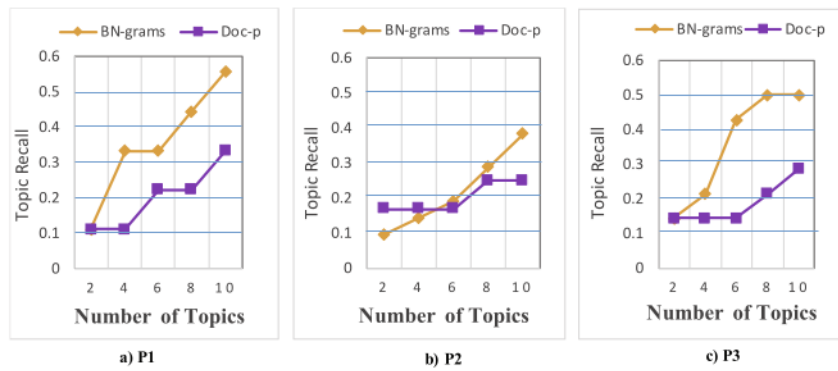 BN-grams Doc-p
0.6
0.5
0.4
0.3
0.2
0.1
0
Topic Recall
2 4 6 8 10
Number of Topics
a) P1
BN-grams Doc-p
0.6
0.5
0.4
0.3
0.2
0.1
0
Topic Recall
2 4 6 8 10
Number of Topics
b) P2
BN-grams Doc-p
0.6
0.5
0.4
0.3
0.2
0.1
0
Topic Recall
2 4 6 8 10
Number of Topics
c) P3